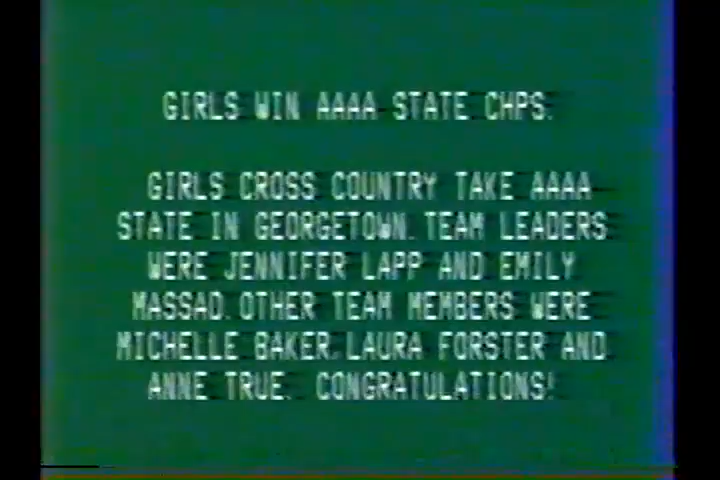 GIRLS WIN AAAA STATE CHPS.
GIRLS CROSS COUNTRY TAKE AAAA
STATE IN GEORGETOWN.TEAM LEADERS
WERE JENNIFER LAPP AND EMILY
MASSAD.OTHER TEAM MEMBERS WERE
MICHELLE BAKER,LAURA FORSTER AND
ANNE TRUE. CONGRATULATIONS!